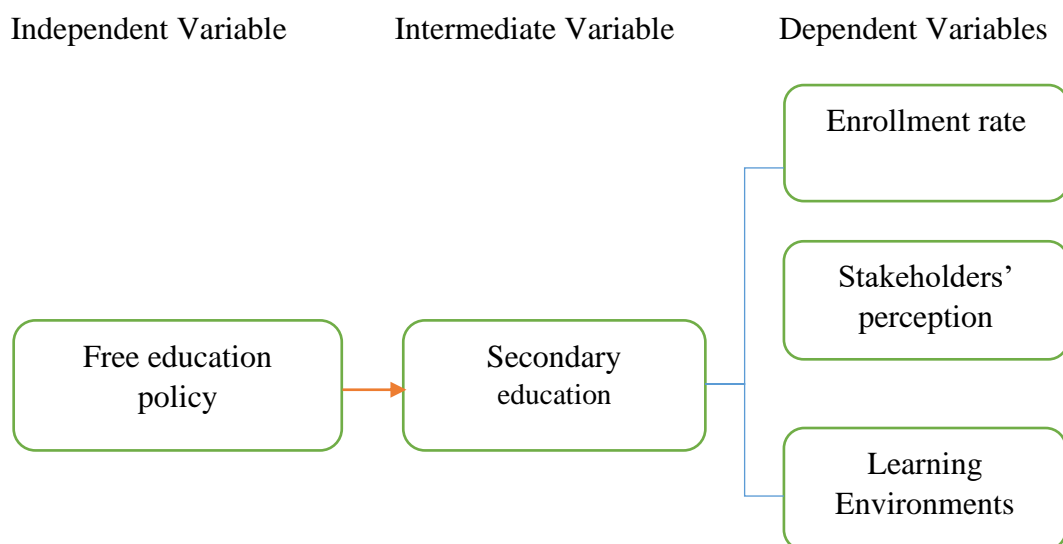 Independent Variable
Intermediate Variable
Dependent Variables
Enrollment rate
Stakeholders’
perception
Free education
policy
Secondary
education
Learning
Environments